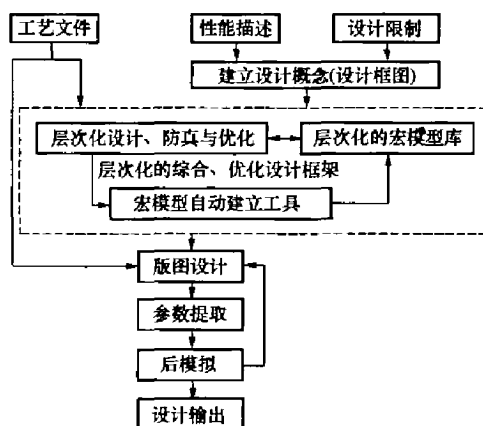 工艺文件
性能描述
设计限制
建立设计概念(设计框图)
层次化设计、防真与优化
层次化的宏模型库
层次化的综合、优化设计框架
宏模型自动建立工具
版图设计
参数提取
后模拟
设计输出